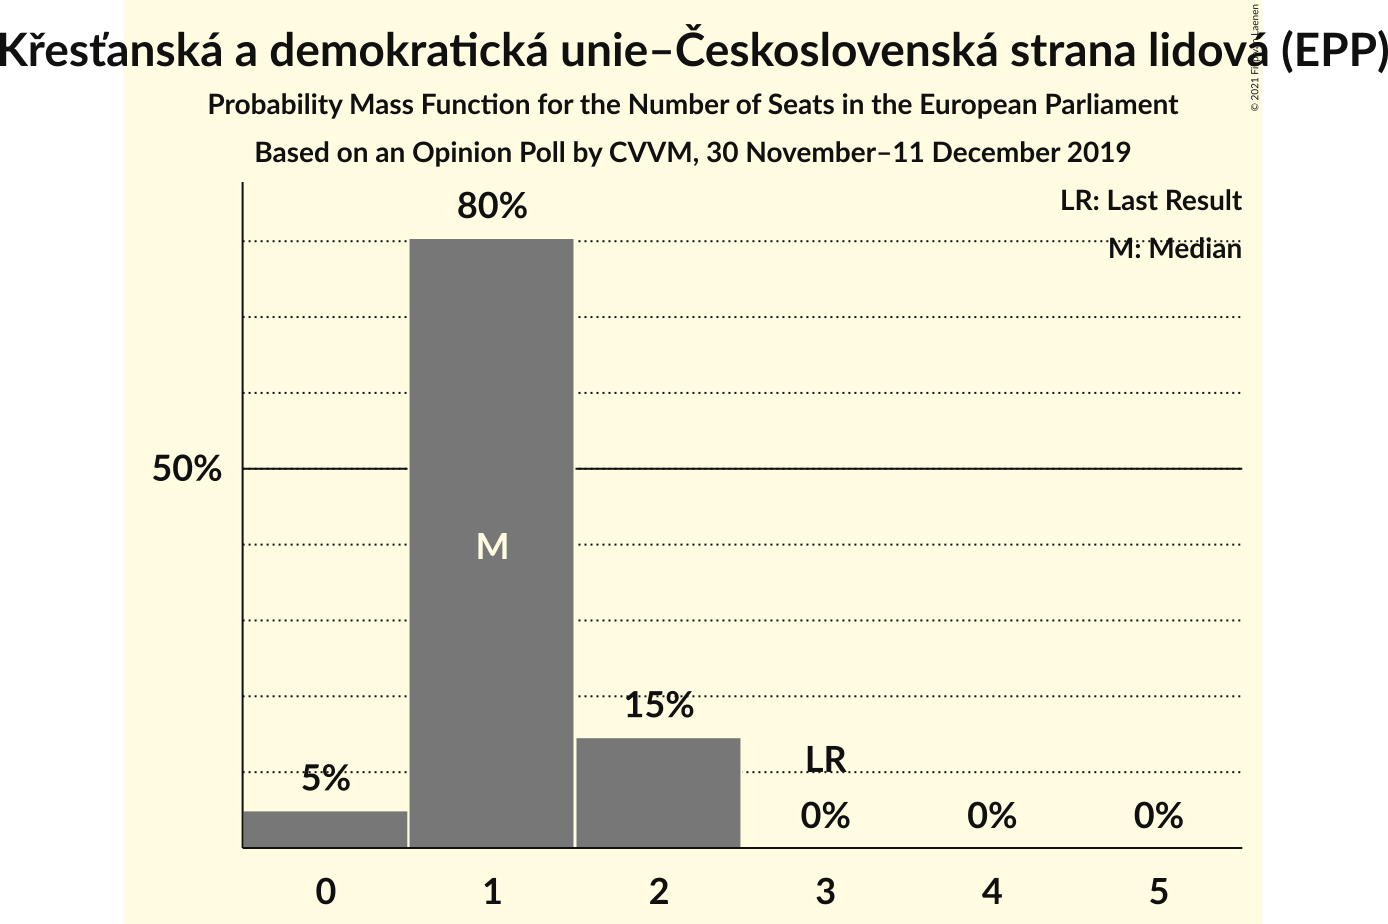 Křesťanská a demokratická unie–Československá strana lidová (EPP)
Probability Mass Function for the Number of Seats in the European Parliament
Based on an Opinion Poll by CVVM, 30 November–11 December 2019
© 2021 Laenen
LR: Last Result
M: Median
80%
50%
M
15%
5%
LR
0% 0% 0%
0 1 2 3 4 5